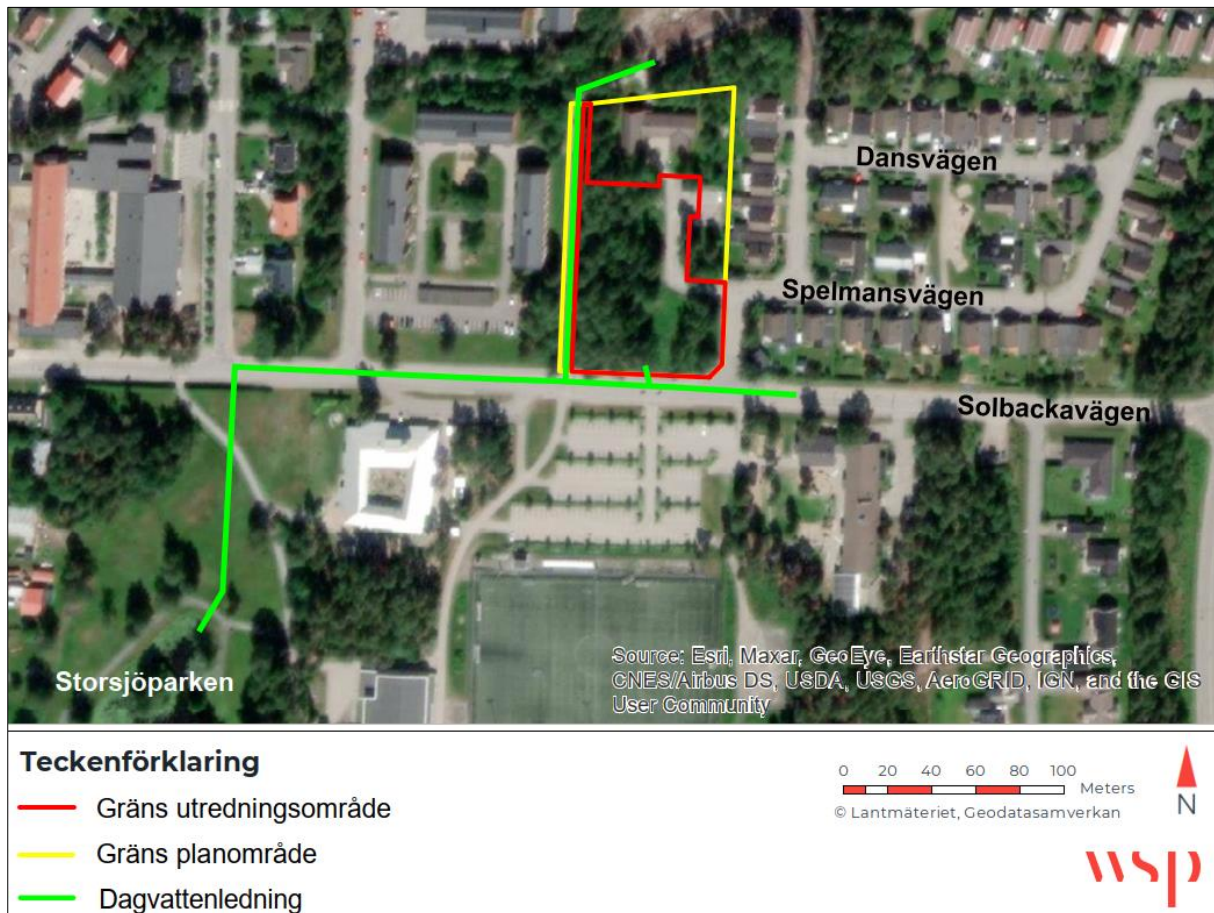 Dansvägen
Spelmansvägen
Solbackavägen
Storsjöparken
Source: Esri, Maxar, GeoEye, Earthstar Geographics,
CNES/Airbus DS, USDA, USGS, AeroGRID, IGN, and the GIS
User Community
Teckenförklaring
Gräns utredningsområde
Gräns planområde
Dagvattenledning
0 20 40 60 80 100
Meters
© Lantmäteriet, Geodatasamverkan
N
wsp